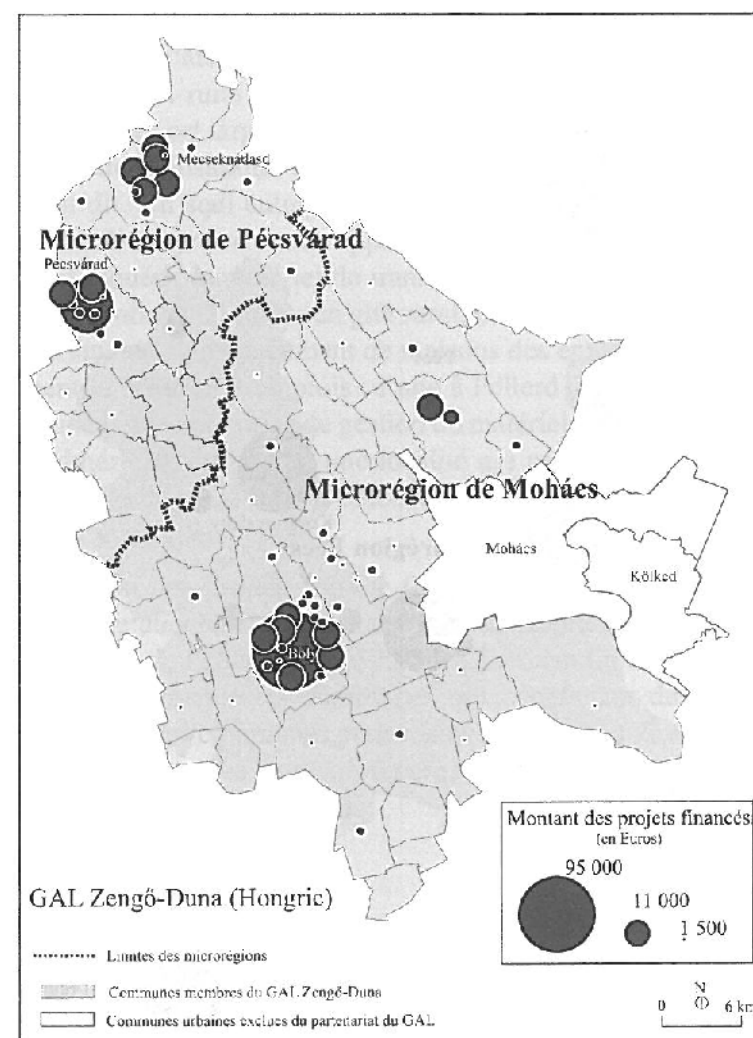 Mecseknádasd
Microrégion de Pécsvárad
Pécsvárad
Microrégion de Mohács
Mohács
Kölked
Bóly
Montant des projets financés
(en Euros)
95 000
11 000
1 500
GAL Zengő-Duna (Hongrie)
Limites des microrégions
Communes membres du GAL Zengő-Duna
Communes urbaines exclues du partenariat du GAL
N
0 6 km